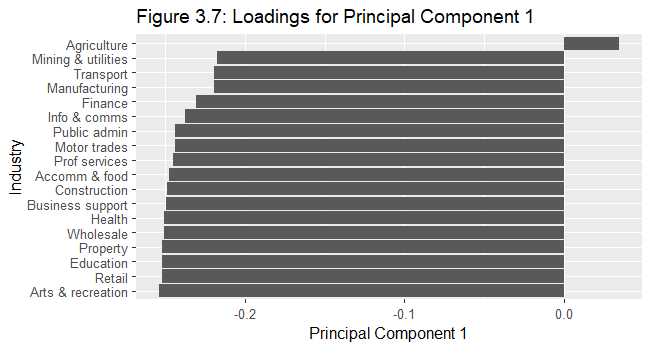 Figure 3.7: Loadings for Principal Component 1
Industry
Agriculture
Mining & utilities
Transport
Manufacturing
Finance
Info & comms
Public admin
Motor trades
Prof services
Accomm & food
Construction
Business support
Health
Wholesale
Property
Education
Retail
Arts & recreation
-0.2 -0.1 0.0
Principal Component 1